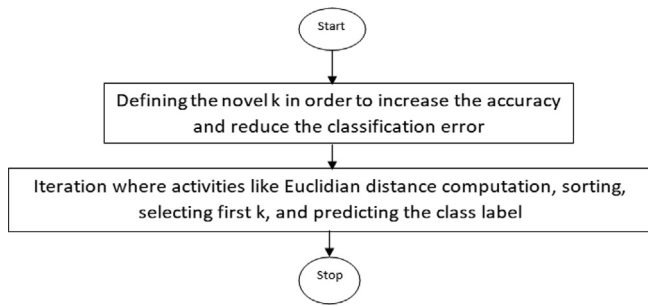 Start
Defining the novel k in order to increase the accuracy
and reduce the classification error
Iteration where activities like Euclidian distance computation, sorting,
selecting first k, and predicting the class label
Stop